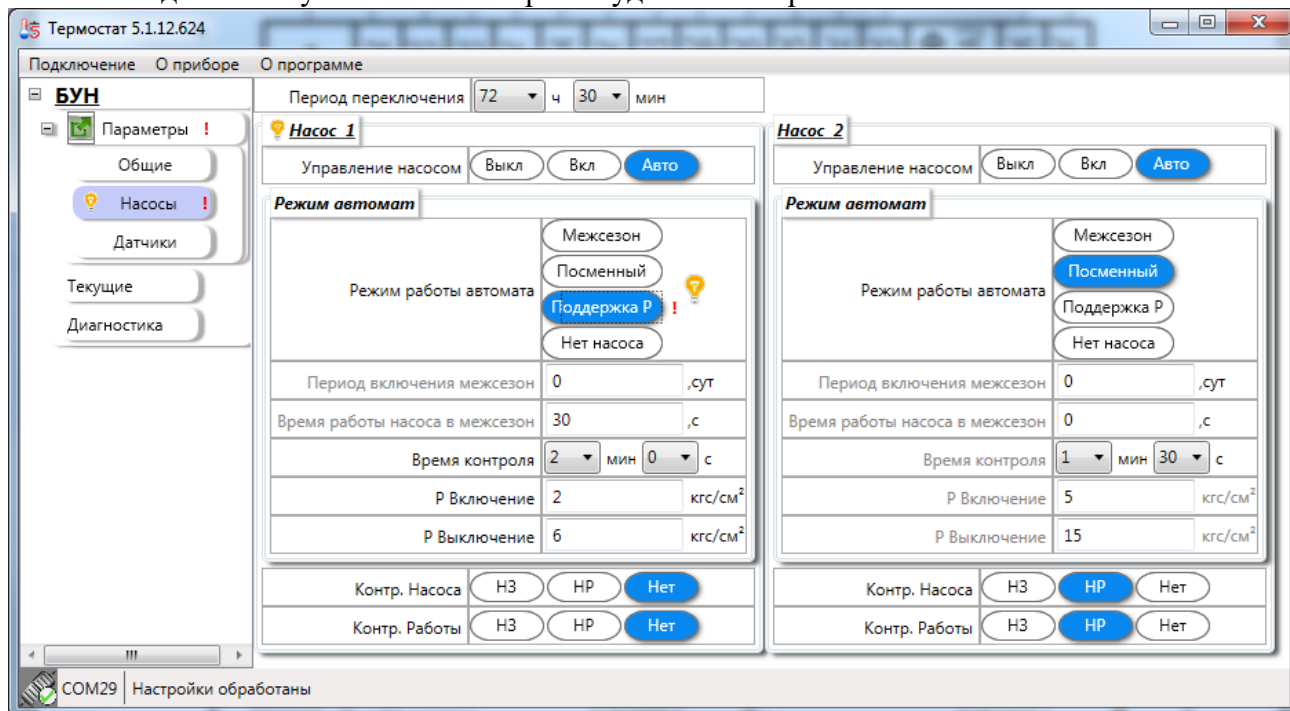 Термостат 5.1.12.624
Подключение О приборе О программе
БУН
Параметры !
Общие
Насосы !
Датчики
Текущие
Диагностика
Период переключения 72 ч 30 мин
Насос 1
Управление насосом Выкл Вкл Авто
Режим автомат
Режим работы автомата
Межсезон
Посменный
Поддержка Р !
Нет насоса
Период включения межсезон 0 ,сут
Время работы насоса в межсезон 30 ,с
Время контроля 2 мин 0 с
Р Включение 2 кгс/см²
Р Выключение 6 кгс/см²
Контр. Насоса НЗ НР Нет
Контр. Работы НЗ НР Нет
Насос 2
Управление насосом Выкл Вкл Авто
Режим автомат
Режим работы автомата
Межсезон
Посменный
Поддержка Р
Нет насоса
Период включения межсезон 0 ,сут
Время работы насоса в межсезон 0 ,с
Время контроля 1 мин 30 с
Р Включение 5 кгс/см²
Р Выключение 15 кгс/см²
Контр. Насоса НЗ НР Нет
Контр. Работы НЗ НР Нет
COM29 Настройки обработаны